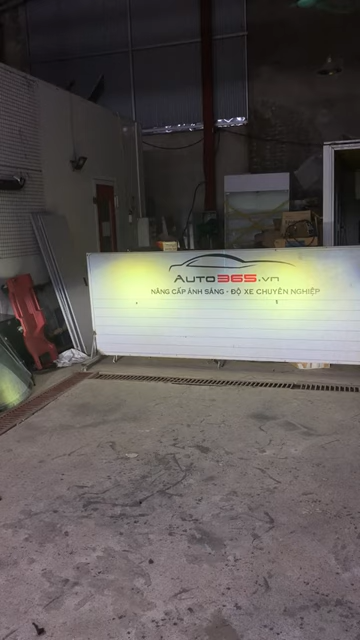 AUTO365.vn
NÂNG CẤP ÁNH SÁNG - ĐỘ XE CHUYÊN NGHIỆP